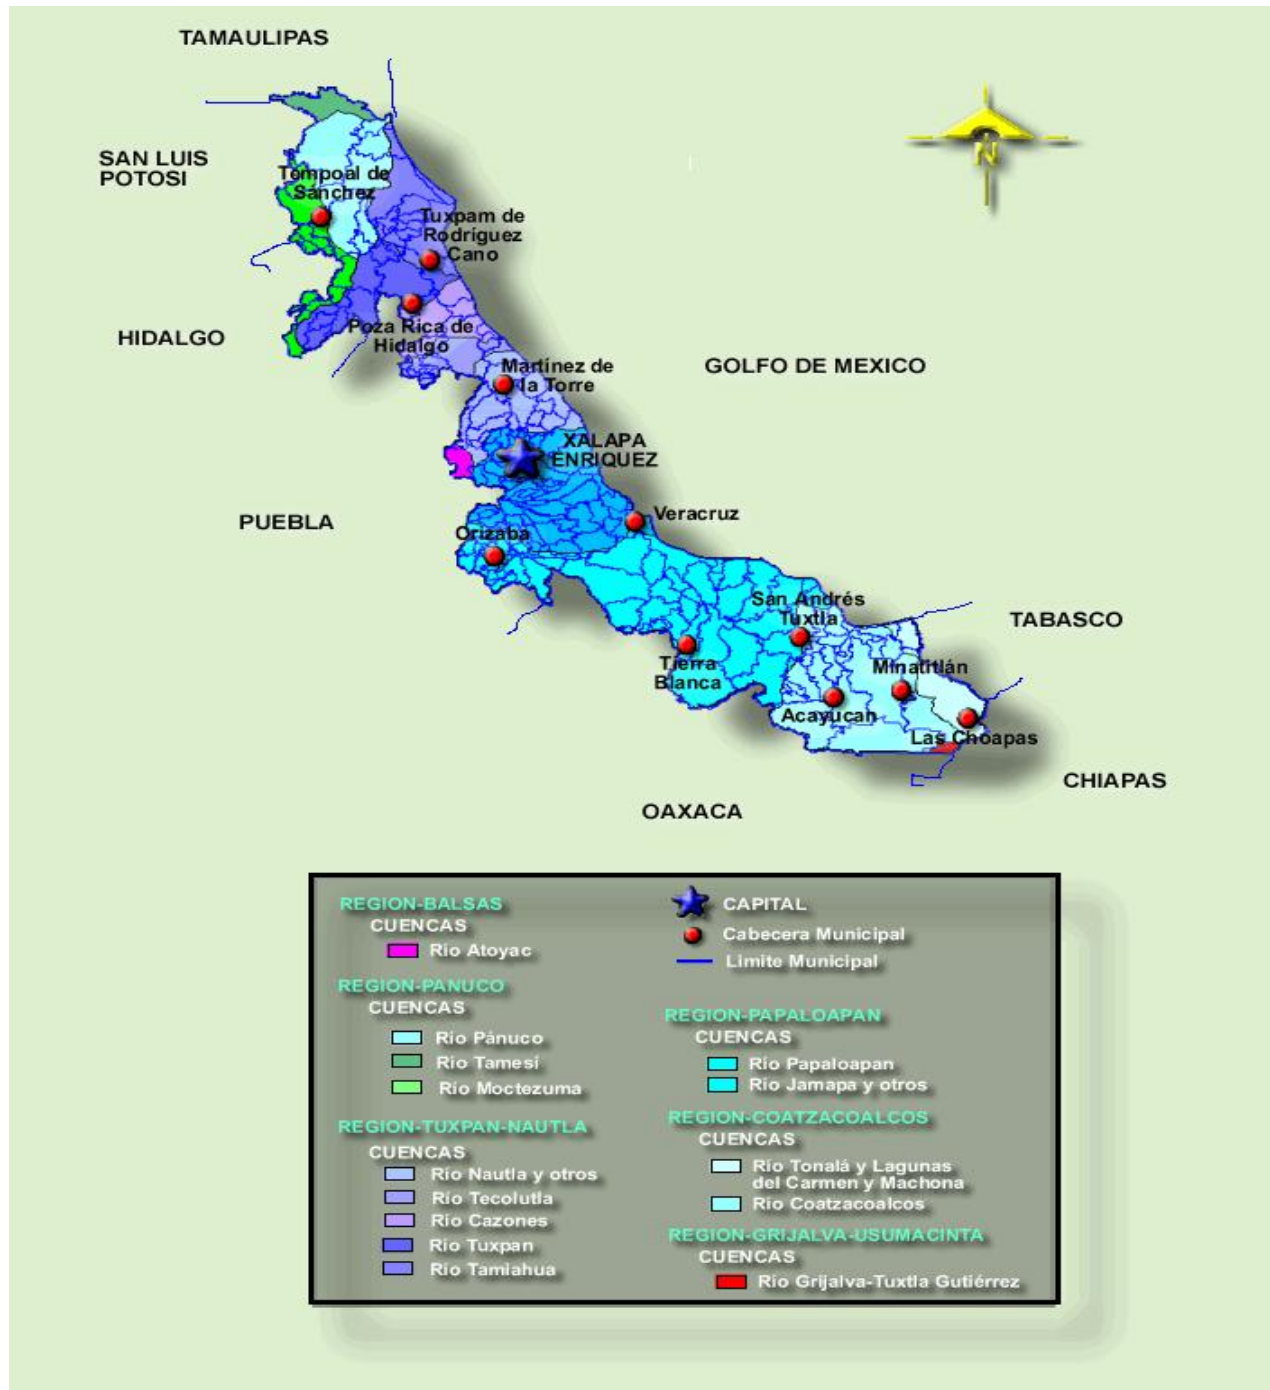 TAMAULIPAS
SAN LUIS
POTOSI
Tempoal de
Sánchez
Tuxpam de
Rodríguez
Cano
N
HIDALGO
Poza Rica de
Hidalgo
Martínez de
la Torre
GOLFO DE MEXICO
XALAPA
ENRIQUEZ
PUEBLA
Orizaba
Veracruz
San Andrés
Tuxtla
TABASCO
Tierra
Blanca
Minatitlán
Acayucan
Las Choapas
CHIAPAS
OAXACA
REGION-BALSAS
CUENCAS
Río Atoyac
REGION-PANUCO
CUENCAS
Río Pánuco
Río Tamesí
Río Moctezuma
REGION-TUXPAN-NAUTLA
CUENCAS
Río Nautla y otros
Río Tecolutla
Río Cazones
Río Tuxpan
Río Tamiahua
CAPITAL
Cabecera Municipal
Limite Municipal
REGION-PAPALOAPAN
CUENCAS
Río Papaloapan
Río Jamapa y otros
REGION-COATZACOALCOS
CUENCAS
Río Tonalá y Lagunas
del Carmen y Machona
Río Coatzacoalcos
REGION-GRIJALVA-USUMACINTA
CUENCAS
Río Grijalva-Tuxtla Gutiérrez